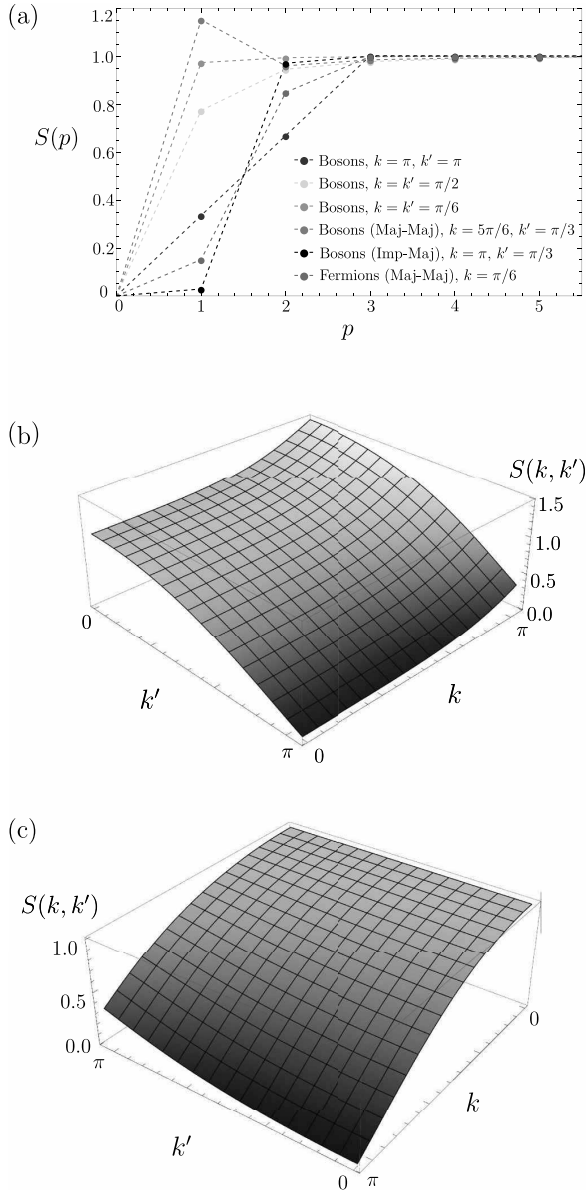 (a)
S(p)
1.2
1.0
0.8
0.6
0.4
0.2
0
Bosons, k = π, k′ = π
Bosons, k = k′ = π/2
Bosons, k = k′ = π/6
Bosons (Maj-Maj), k = 5π/6, k′ = π/3
Bosons (Imp-Maj), k = π, k′ = π/3
Fermions (Maj-Maj), k = π/6
0 1 2 3 4 5
p
(b)
S(k, k′)
1.5
1.0
0.5
0.0
0
π
k′
k
π
0
(c)
S(k, k′)
1.0
0.5
0.0
π
0
k′
k
0
π